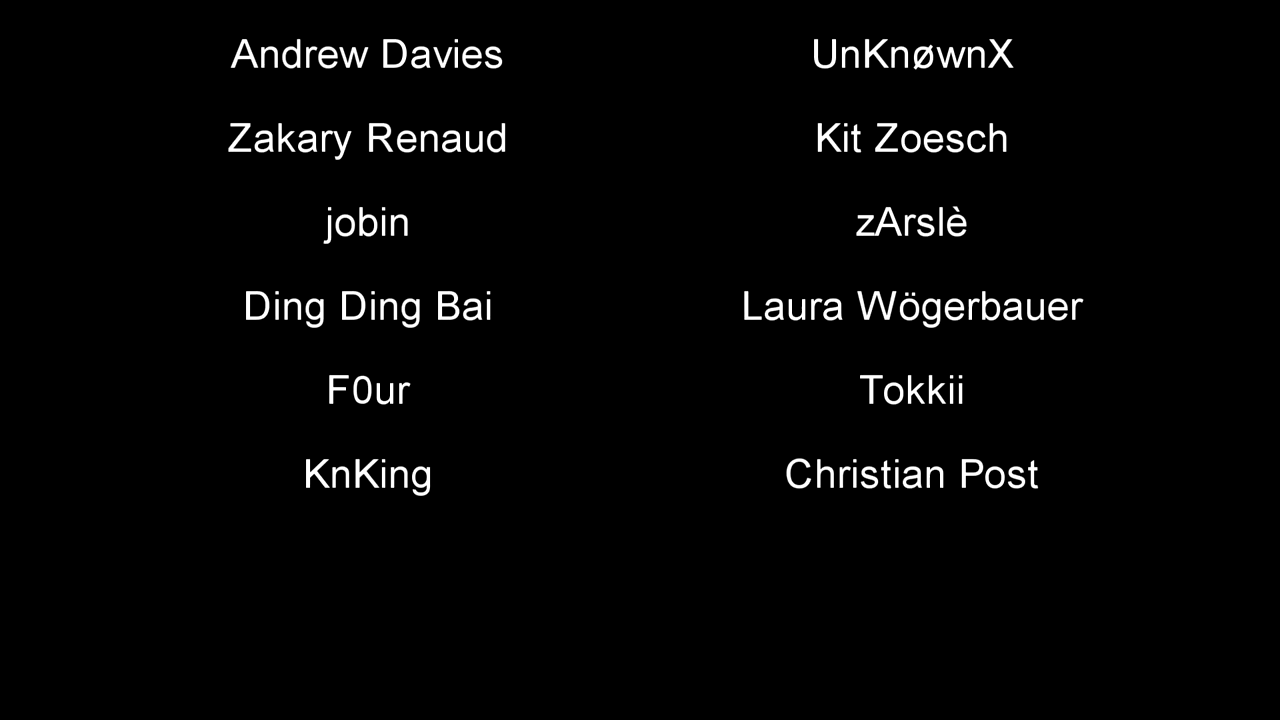 Andrew Davies
UnKnøwnX
Zakary Renaud
Kit Zoesch
jobin
zArslè
Ding Ding Bai
Laura Wögerbauer
F0ur
Tokkii
KnKing
Christian Post